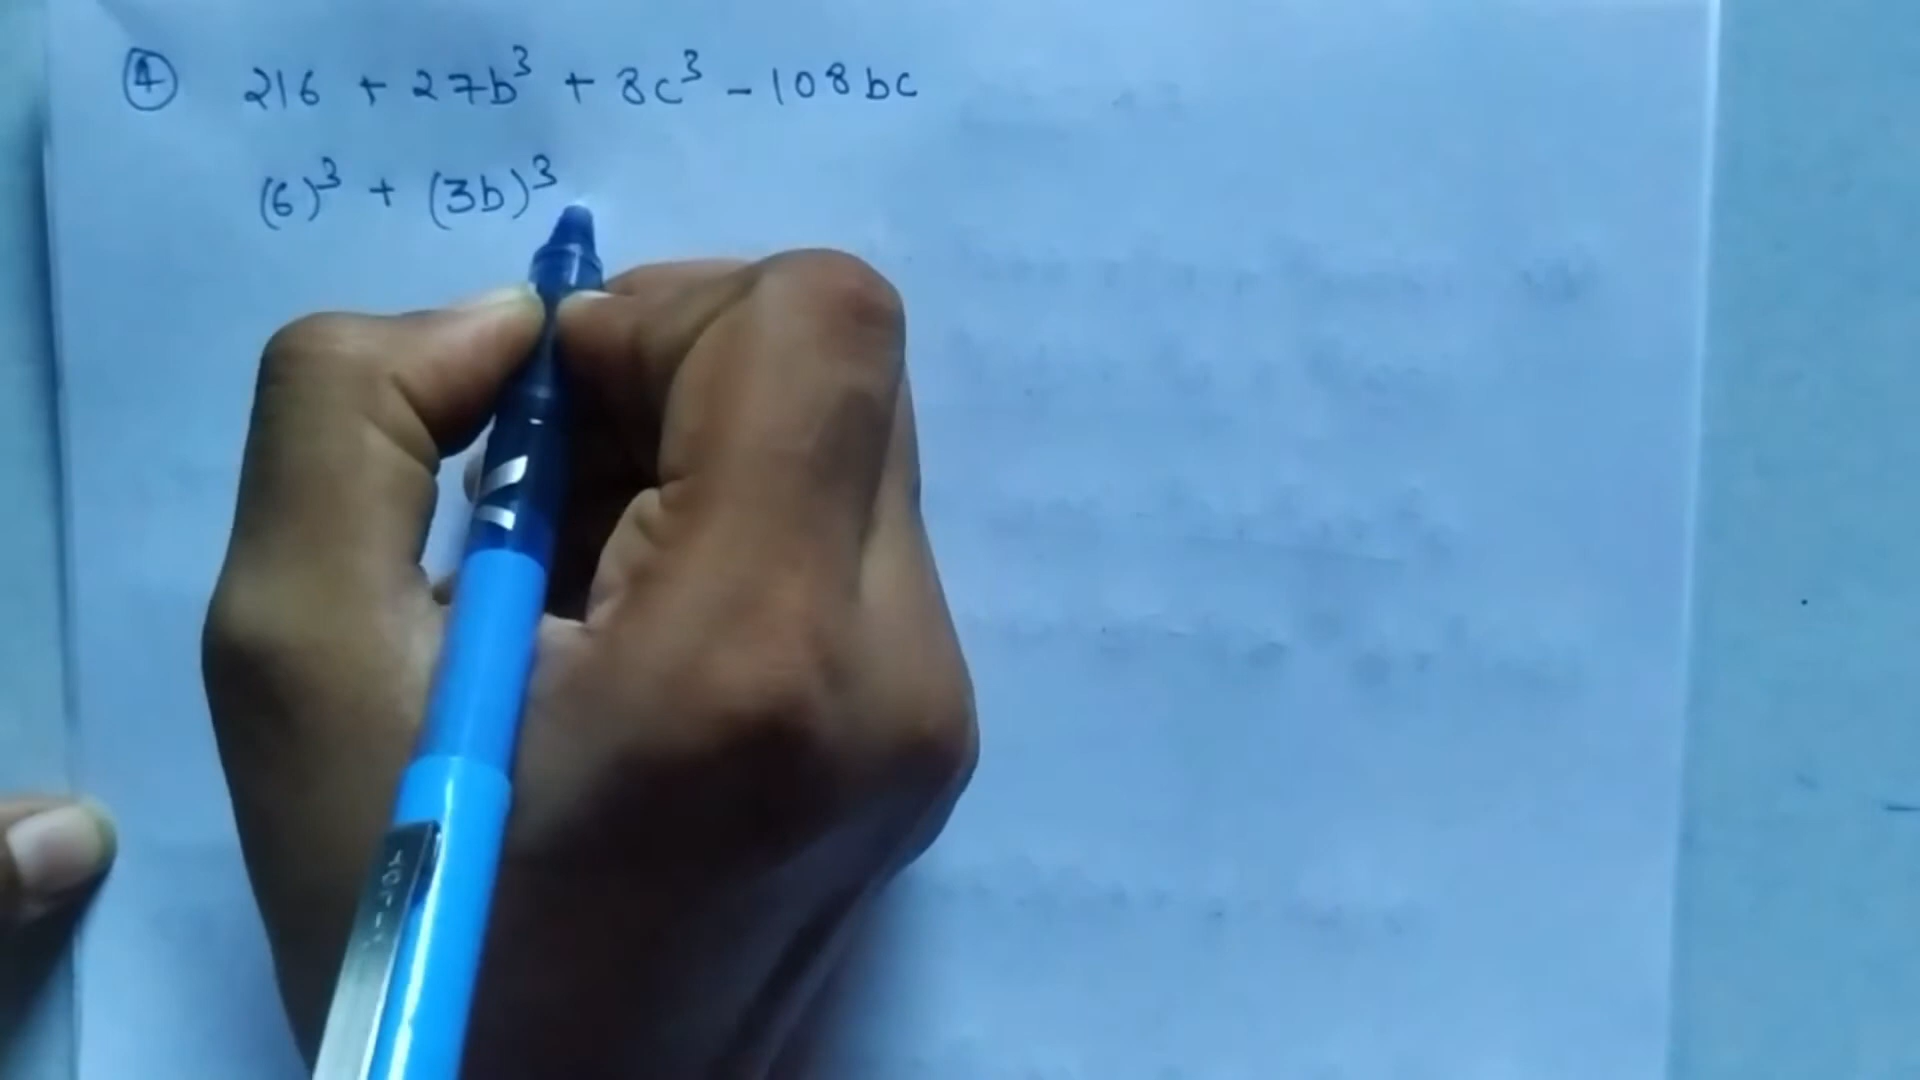 ④ 216 + 27b³ + 8c³ - 108bc
(6)³ + (3b)³